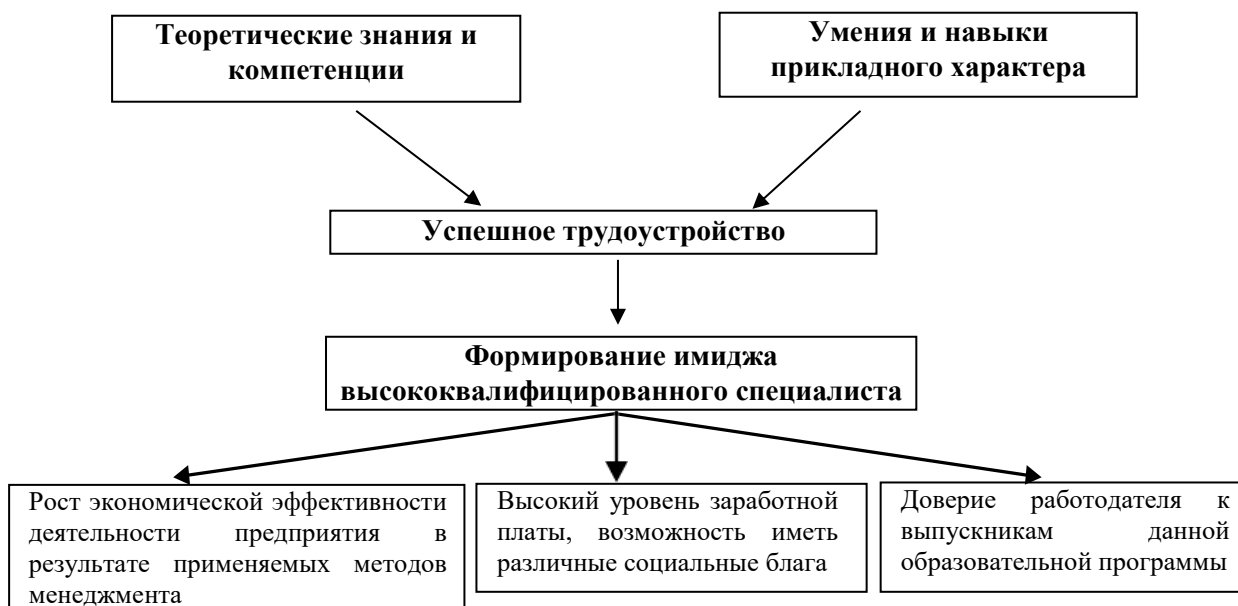 Теоретические знания и
компетенции
Умения и навыки
прикладного характера
Успешное трудоустройство
Формирование имиджа
высококвалифицированного специалиста
Рост экономической эффективности
деятельности предприятия в
результате применяемых методов
менеджмента
Высокий уровень заработной
платы, возможность иметь
различные социальные блага
Доверие работодателя к
выпускникам данной
образовательной программы